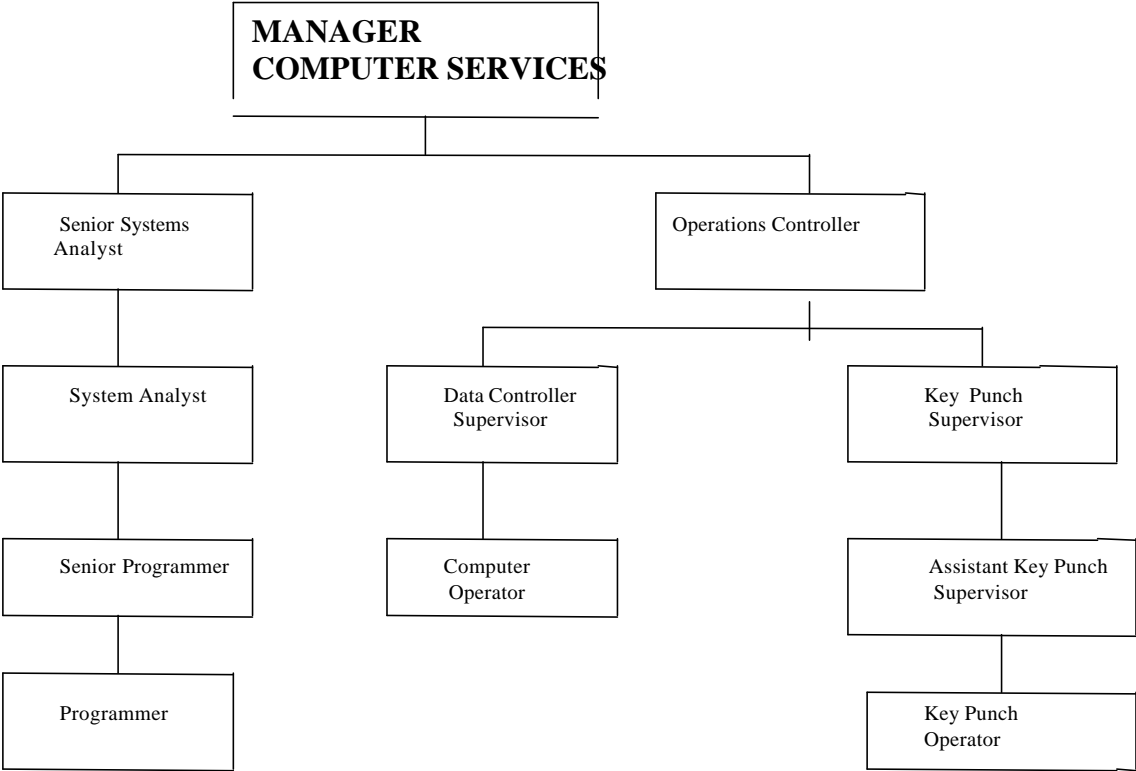 MANAGER
COMPUTER SERVICES
Senior Systems
Analyst
Operations Controller
System Analyst
Data Controller
Supervisor
Key Punch
Supervisor
Senior Programmer
Computer
Operator
Assistant Key Punch
Supervisor
Programmer
Key Punch
Operator